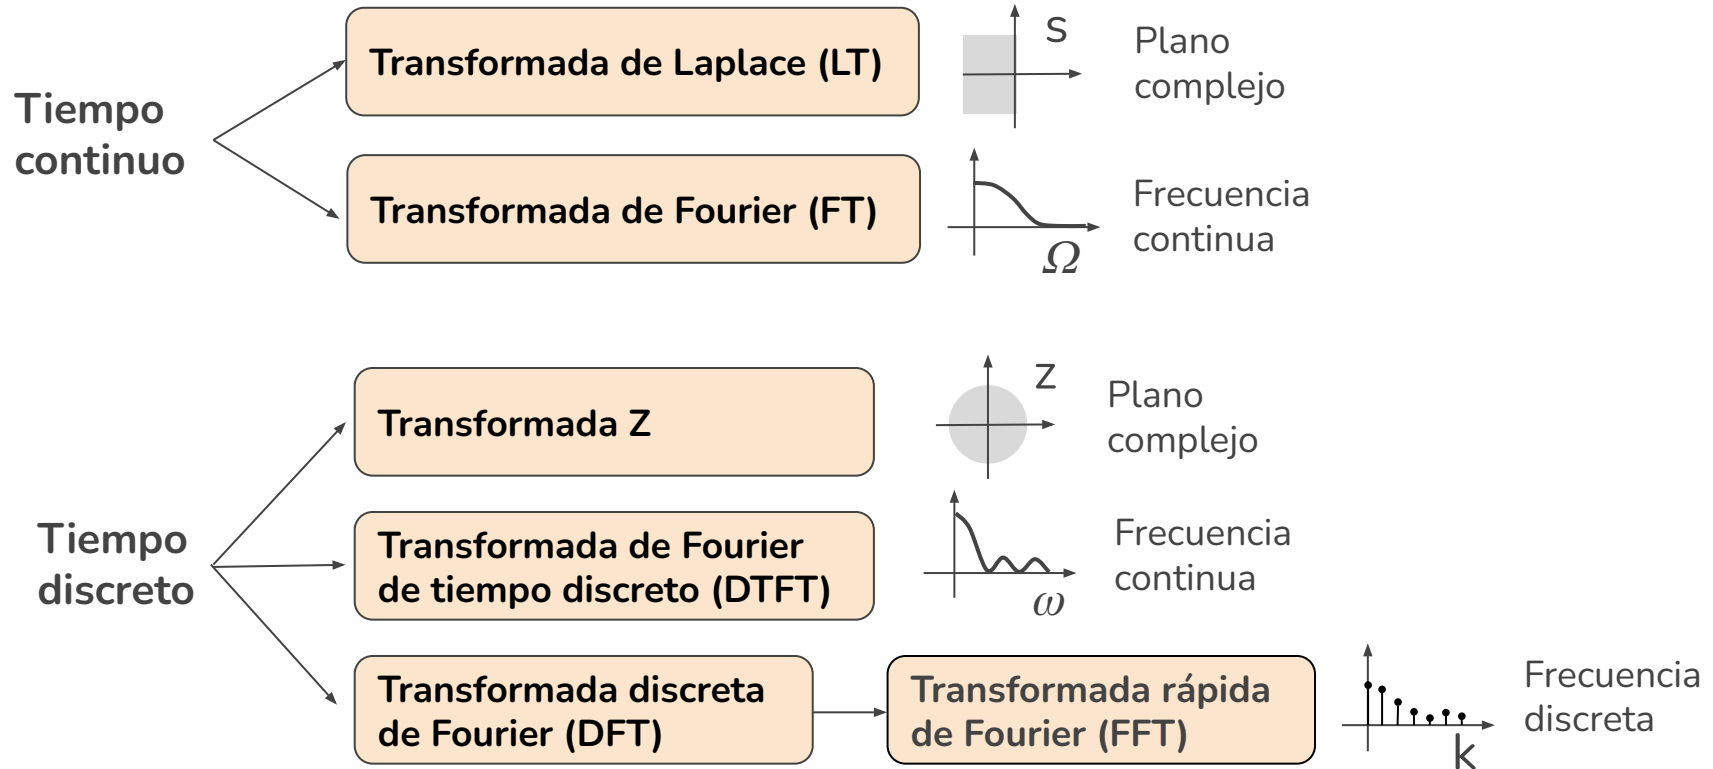 Tiempo
continuo
Transformada de Laplace (LT)
s
Plano
complejo
Transformada de Fourier (FT)
Ω
Frecuencia
continua
Tiempo
discreto
Transformada Z
z
Plano
complejo
Transformada de Fourier
de tiempo discreto (DTFT)
ω
Frecuencia
continua
Transformada discreta
de Fourier (DFT)
Transformada rápida
de Fourier (FFT)
k
Frecuencia
discreta